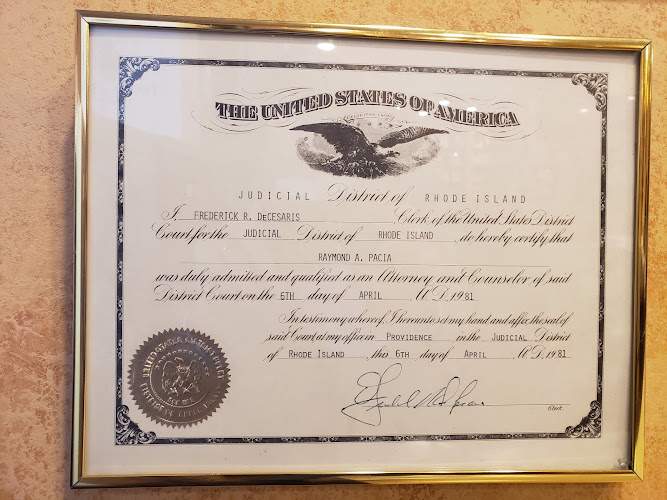 THE UNITED STATES OF AMERICA
JUDICIAL District of RHODE ISLAND
I, FREDERICK R. DeCESARIS Clerk of the United States District
Court for the JUDICIAL District of RHODE ISLAND, do hereby certify that
RAYMOND A. PACIA
was duly admitted and qualified as an Attorney and Counselor of said
District Court on the 6TH day of APRIL A.D. 1981
In testimony whereof, I hereunto set my hand and affix the seal of
said Court at my office in PROVIDENCE in the JUDICIAL District
of RHODE ISLAND, this 6TH day of APRIL A.D. 1981.
Clerk